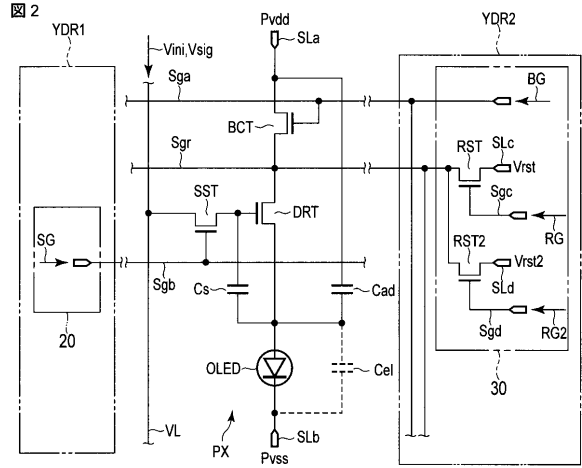 図2
YDR1
Vini,Vsig
Pvdd
SLa
YDR2
Sga
BG
BCT
Sgr
RST
SLc
Vrst
SST
DRT
Sgc
SG
RG
RST2
Vrst2
Sgb
Cs
Cad
SLd
20
Sgd
RG2
OLED
Cel
30
VL
PX
SLb
Pvss